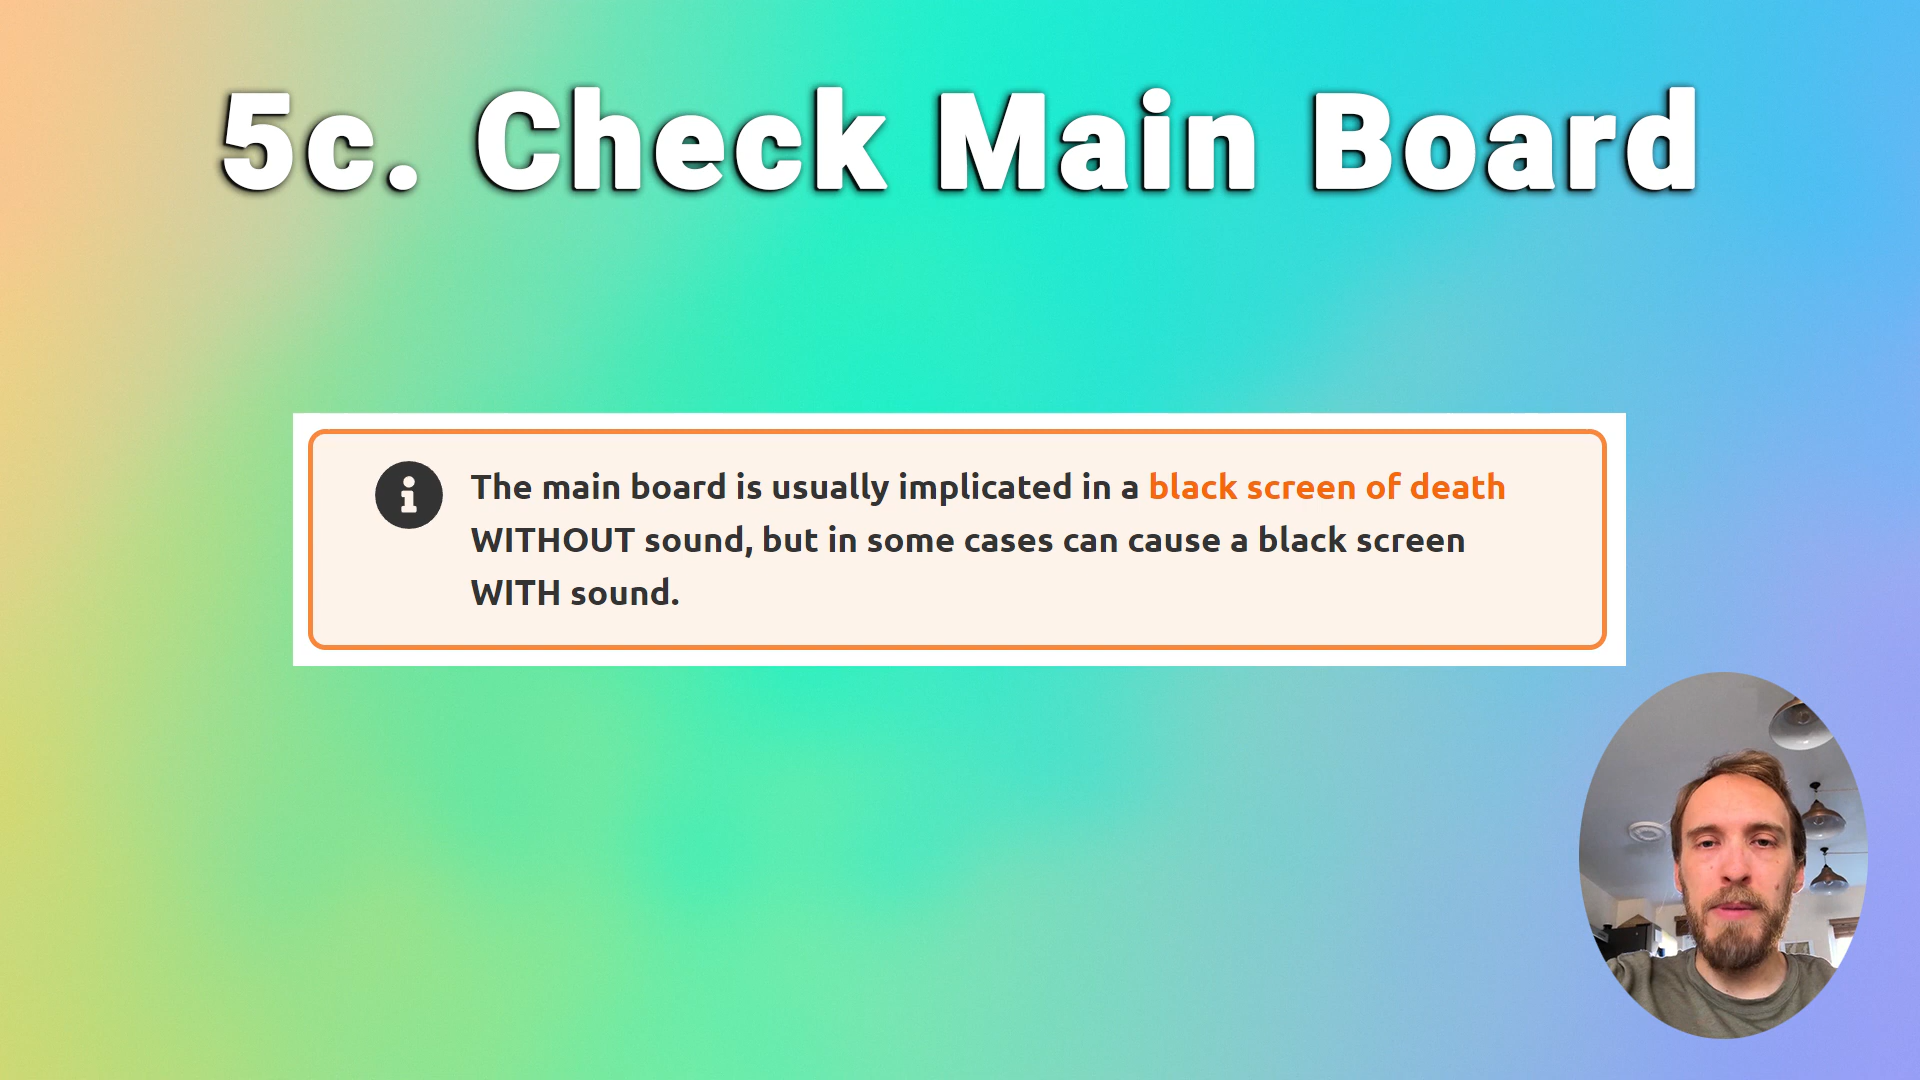 5c. Check Main Board
The main board is usually implicated in a black screen of death
WITHOUT sound, but in some cases can cause a black screen
WITH sound.